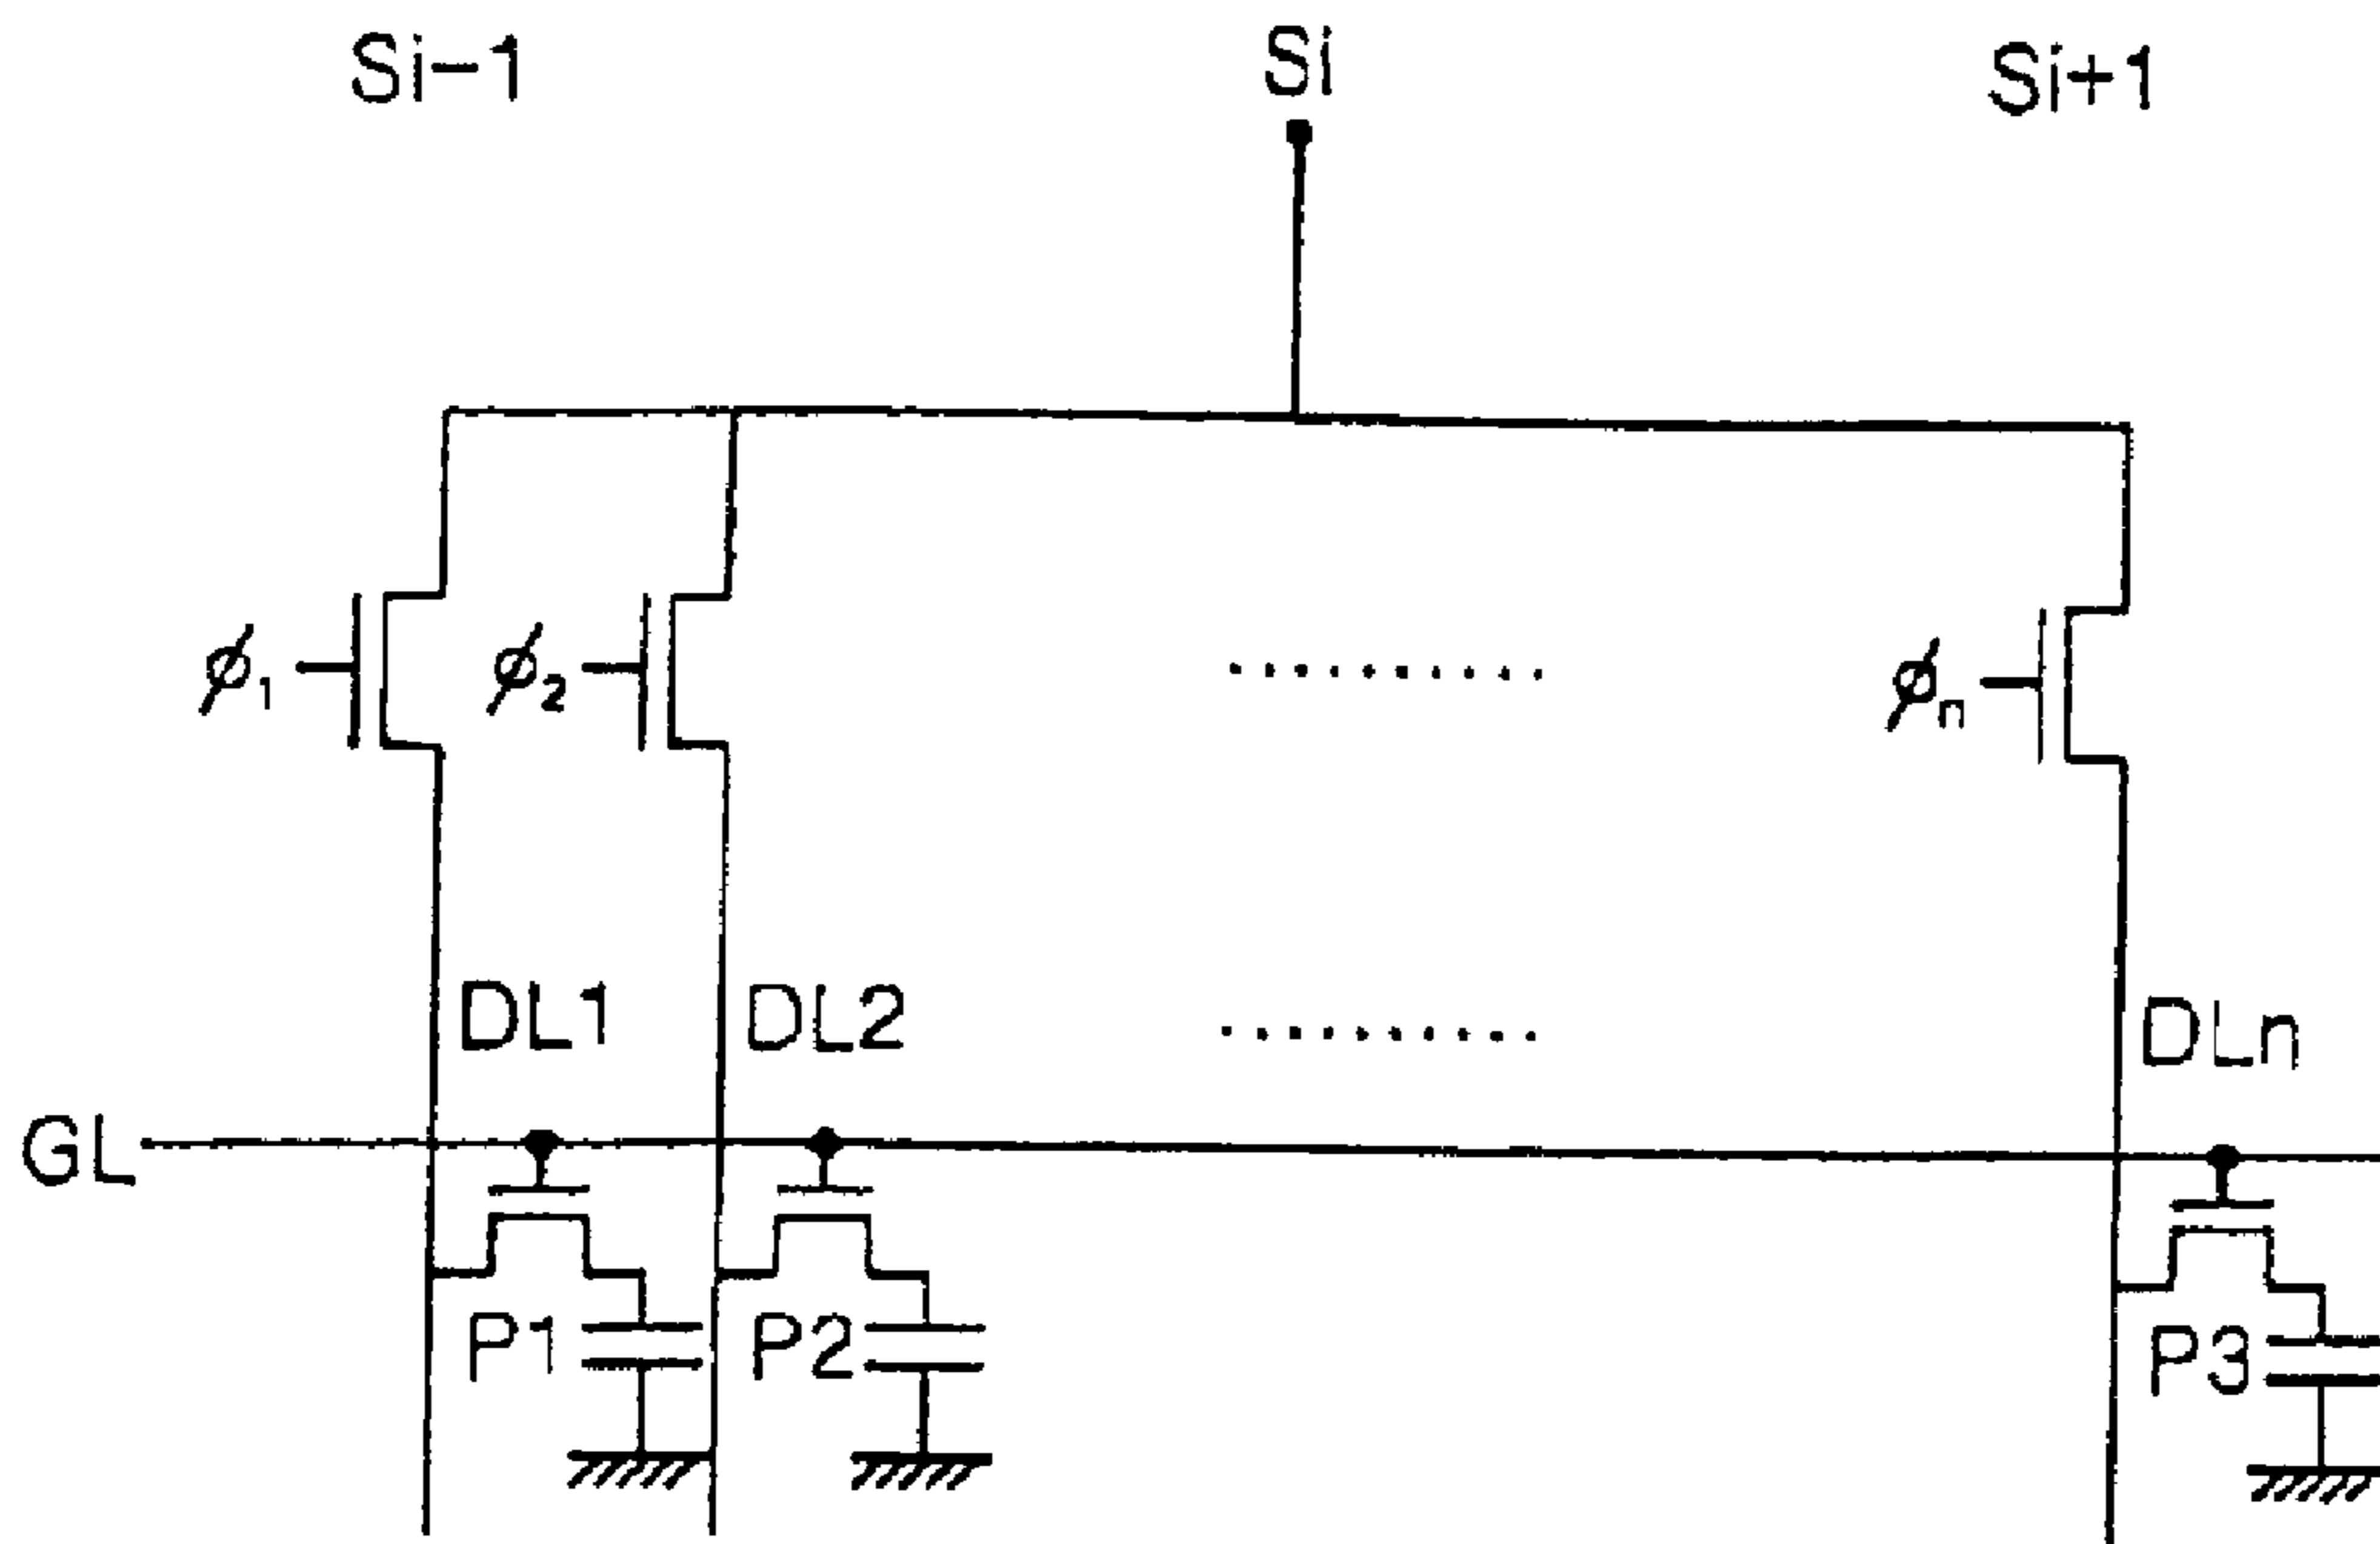 Si-1 Si Si+1
ϕ1 ϕ2 .......... ϕn
DL1 DL2 .......... DLn
GL
P1 P2 P3